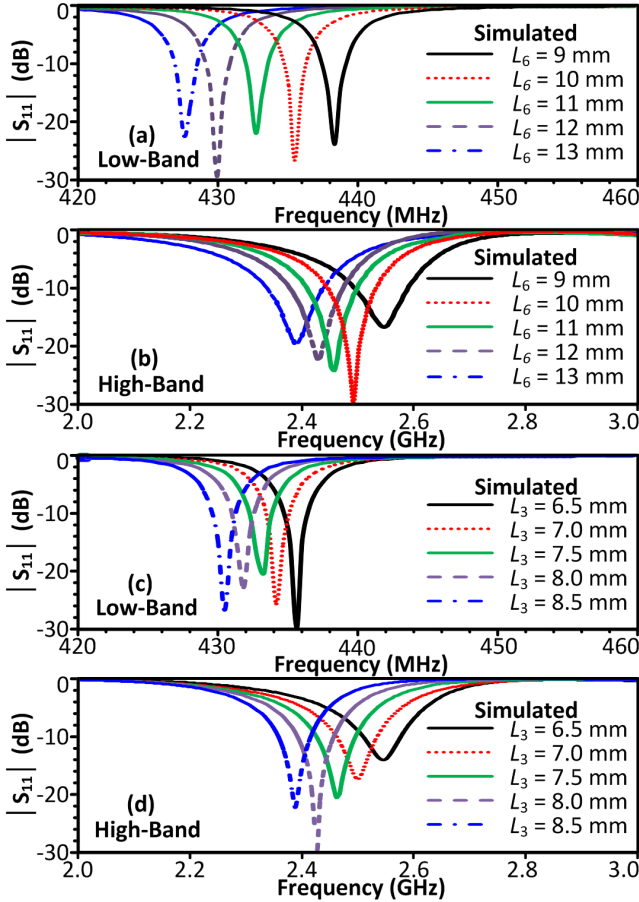 0
-10
-20
-30
|S11| (dB)
(a)
Low-Band
Simulated
L6 = 9 mm
L6 = 10 mm
L6 = 11 mm
L6 = 12 mm
L6 = 13 mm
420 430 440 450 460
Frequency (MHz)
0
-10
-20
-30
|S11| (dB)
(b)
High-Band
Simulated
L6 = 9 mm
L6 = 10 mm
L6 = 11 mm
L6 = 12 mm
L6 = 13 mm
2.0 2.2 2.4 2.6 2.8 3.0
Frequency (GHz)
0
-10
-20
-30
|S11| (dB)
(c)
Low-Band
Simulated
L3 = 6.5 mm
L3 = 7.0 mm
L3 = 7.5 mm
L3 = 8.0 mm
L3 = 8.5 mm
420 430 440 450 460
Frequency (MHz)
0
-10
-20
-30
|S11| (dB)
(d)
High-Band
Simulated
L3 = 6.5 mm
L3 = 7.0 mm
L3 = 7.5 mm
L3 = 8.0 mm
L3 = 8.5 mm
2.0 2.2 2.4 2.6 2.8 3.0
Frequency (GHz)